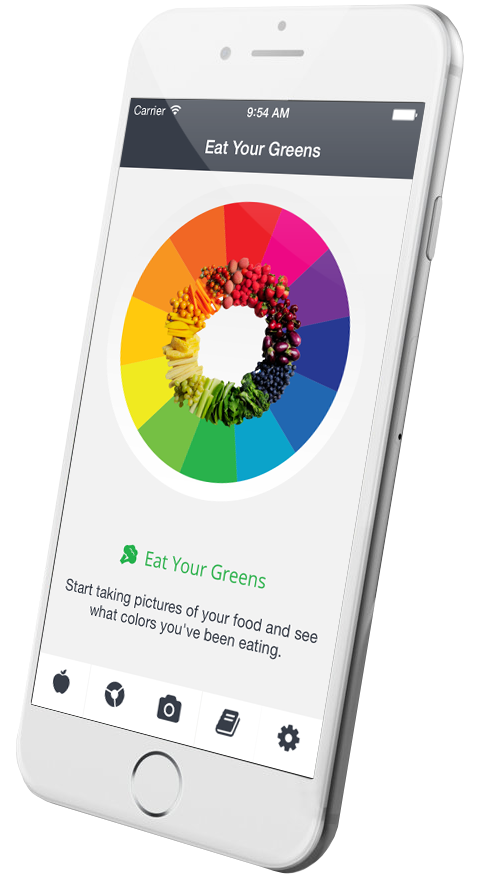 Carrier 9:54 AM
Eat Your Greens
Eat Your Greens
Start taking pictures of your food and see
what colors you've been eating.